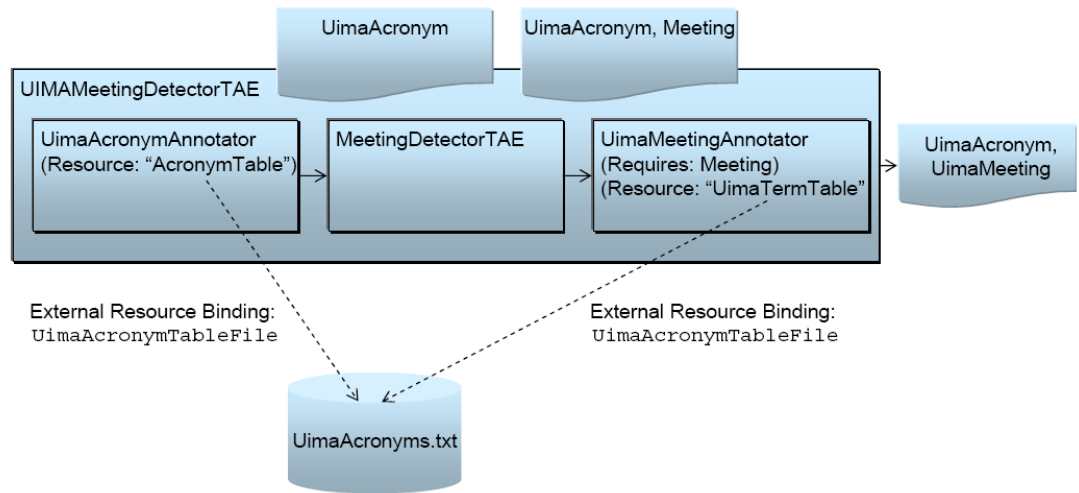 UimaAcronym
UimaAcronym, Meeting
UIMAMeetingDetectorTAE
UimaAcronymAnnotator
(Resource: “AcronymTable”)
MeetingDetectorTAE
UimaMeetingAnnotator
(Requires: Meeting)
(Resource: “UimaTermTable”
UimaAcronym,
UimaMeeting
External Resource Binding:
UimaAcronymTableFile
External Resource Binding:
UimaAcronymTableFile
UimaAcronyms.txt